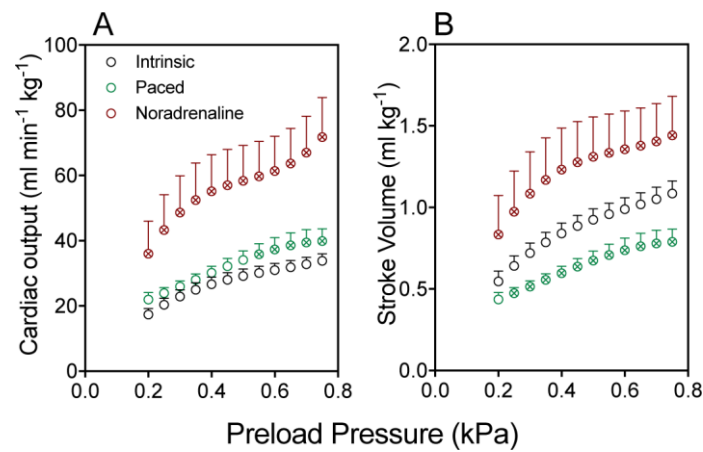 A
Cardiac output (ml min⁻¹ kg⁻¹)
100
80
60
40
20
0
Intrinsic
Paced
Noradrenaline
0.0 0.2 0.4 0.6 0.8
B
Stroke Volume (ml kg⁻¹)
2.0
1.5
1.0
0.5
0.0
0.0 0.2 0.4 0.6 0.8
Preload Pressure (kPa)